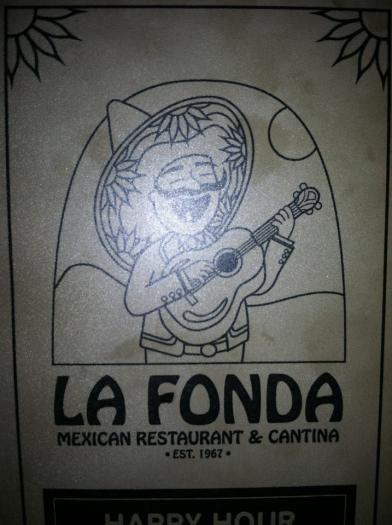 LA FONDA
MEXICAN RESTAURANT & CANTINA
• EST. 1967 •
HAPPY HOUR